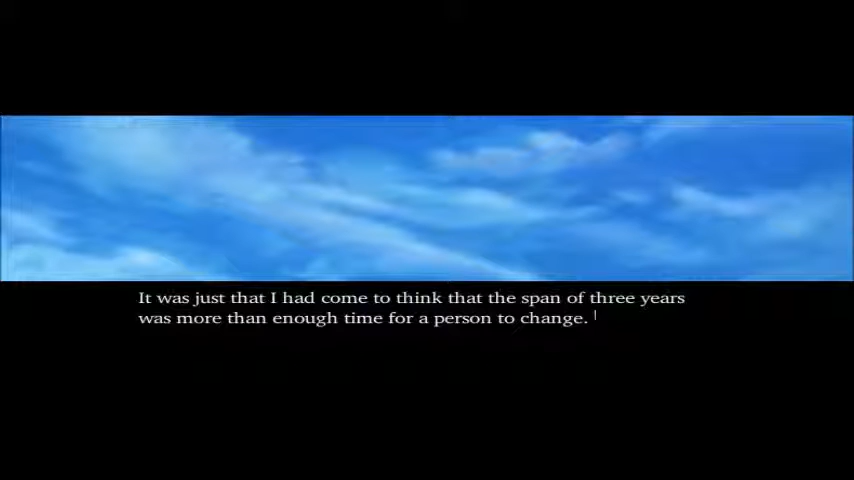 It was just that I had come to think that the span of three years
was more than enough time for a person to change.